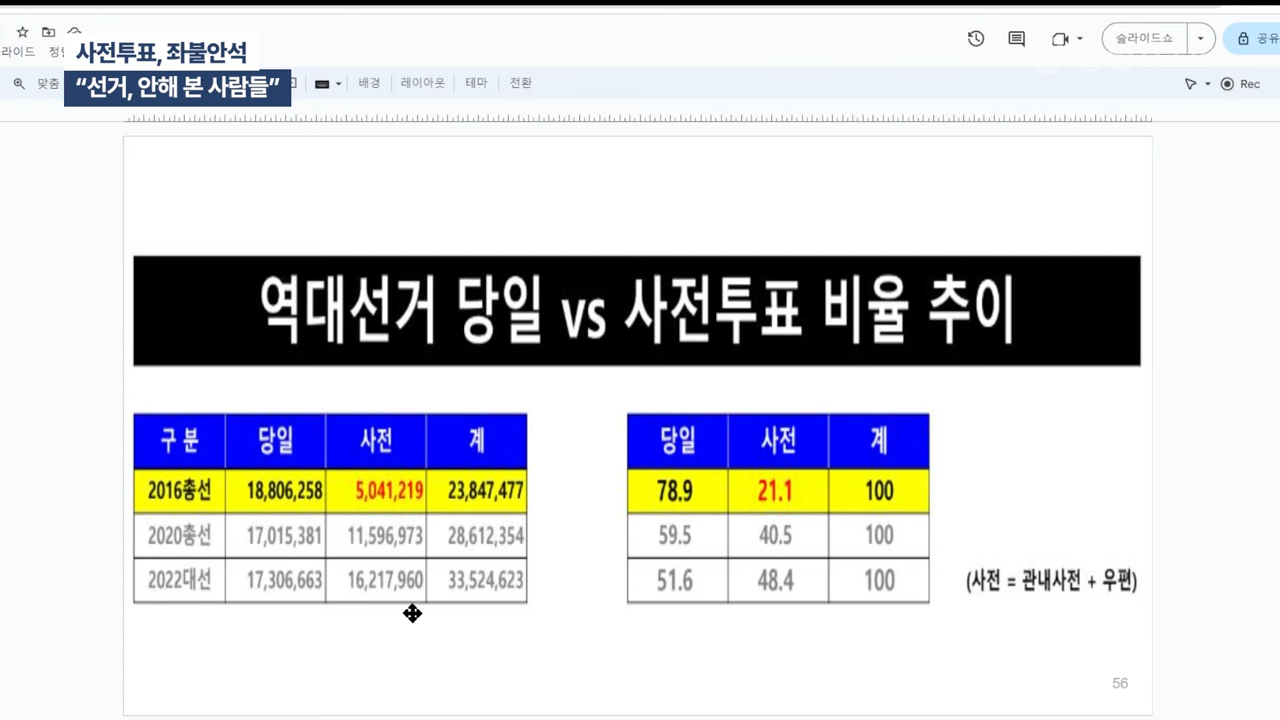 사전투표, 좌불안석
“선거, 안해 본 사람들”
라이드
슬라이드쇼
공유
맞춤
배경
레이아웃
테마
전환
Rec
역대선거 당일 vs 사전투표 비율 추이
구 분 당일 사전 계
2016총선 18,806,258 5,041,219 23,847,477
2020총선 17,015,381 11,596,973 28,612,354
2022대선 17,306,663 16,217,960 33,524,623
당일 사전 계
78.9 21.1 100
59.5 40.5 100
51.6 48.4 100
(사전 = 관내사전 + 우편)
56